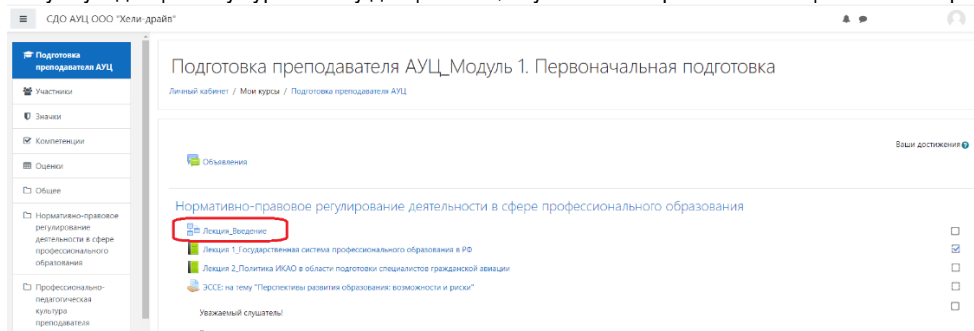 СДО АУЦ ООО "Хели-драйв"
Подготовка
преподавателя АУЦ
Участники
Значки
Компетенции
Оценки
Общее
Нормативно-правовое
регулирование
деятельности в сфере
профессионального
образования
Профессионально-
педагогическая
культура
преподавателя
Подготовка преподавателя АУЦ_Модуль 1. Первоначальная подготовка
Личный кабинет / Мои курсы / Подготовка преподавателя АУЦ
Ваши достижения
Объявления
Нормативно-правовое регулирование деятельности в сфере профессионального образования
Лекция_Введение
Лекция 1_Государственная система профессионального образования в РФ
Лекция 2_Политика ИКАО в области подготовки специалистов гражданской авиации
ЭССЕ: на тему "Перспективы развития образования: возможности и риски"
Уважаемый слушатель!